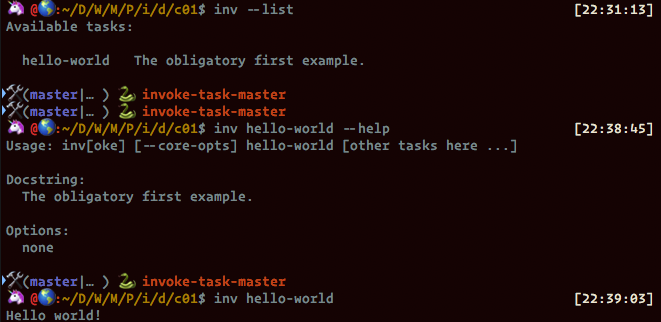 🦄 @🌎:~/D/W/M/P/i/d/c01$ inv --list [22:31:13]
Available tasks:
hello-world   The obligatory first example.
🛠(master|… ) 🐍 invoke-task-master
🛠(master|… ) 🐍 invoke-task-master
🦄 @🌎:~/D/W/M/P/i/d/c01$ inv hello-world --help [22:38:45]
Usage: inv[oke] [--core-opts] hello-world [other tasks here ...]
Docstring:
The obligatory first example.
Options:
none
🛠(master|… ) 🐍 invoke-task-master
🦄 @🌎:~/D/W/M/P/i/d/c01$ inv hello-world [22:39:03]
Hello world!